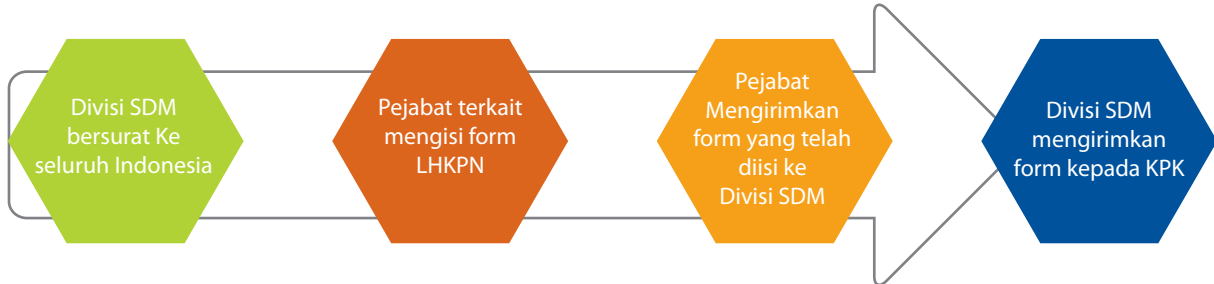 Divisi SDM
bersurat Ke
seluruh Indonesia
Pejabat terkait
mengisi form
LHKPN
Pejabat
Mengirimkan
form yang telah
diisi ke
Divisi SDM
Divisi SDM
mengirimkan
form kepada KPK